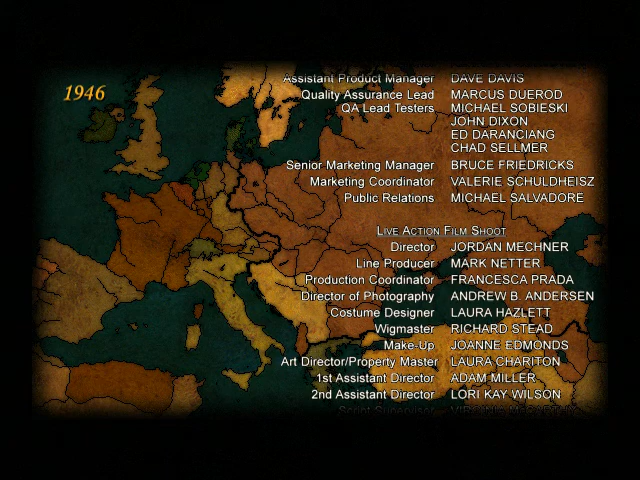 1946
Assistant Product Manager DAVE DAVIS
Quality Assurance Lead MARCUS DUEROD
QA Lead Testers MICHAEL SOBIESKI
JOHN DIXON
ED DARANCIANG
CHAD SELLMER
Senior Marketing Manager BRUCE FRIEDRICKS
Marketing Coordinator VALERIE SCHULDHEISZ
Public Relations MICHAEL SALVADORE
LIVE ACTION FILM SHOOT
Director JORDAN MECHNER
Line Producer MARK NETTER
Production Coordinator FRANCESCA PRADA
Director of Photography ANDREW B. ANDERSEN
Costume Designer LAURA HAZLETT
Wigmaster RICHARD STEAD
Make-Up JOANNE EDMONDS
Art Director/Property Master LAURA CHARITON
1st Assistant Director ADAM MILLER
2nd Assistant Director LORI KAY WILSON
Script Supervisor